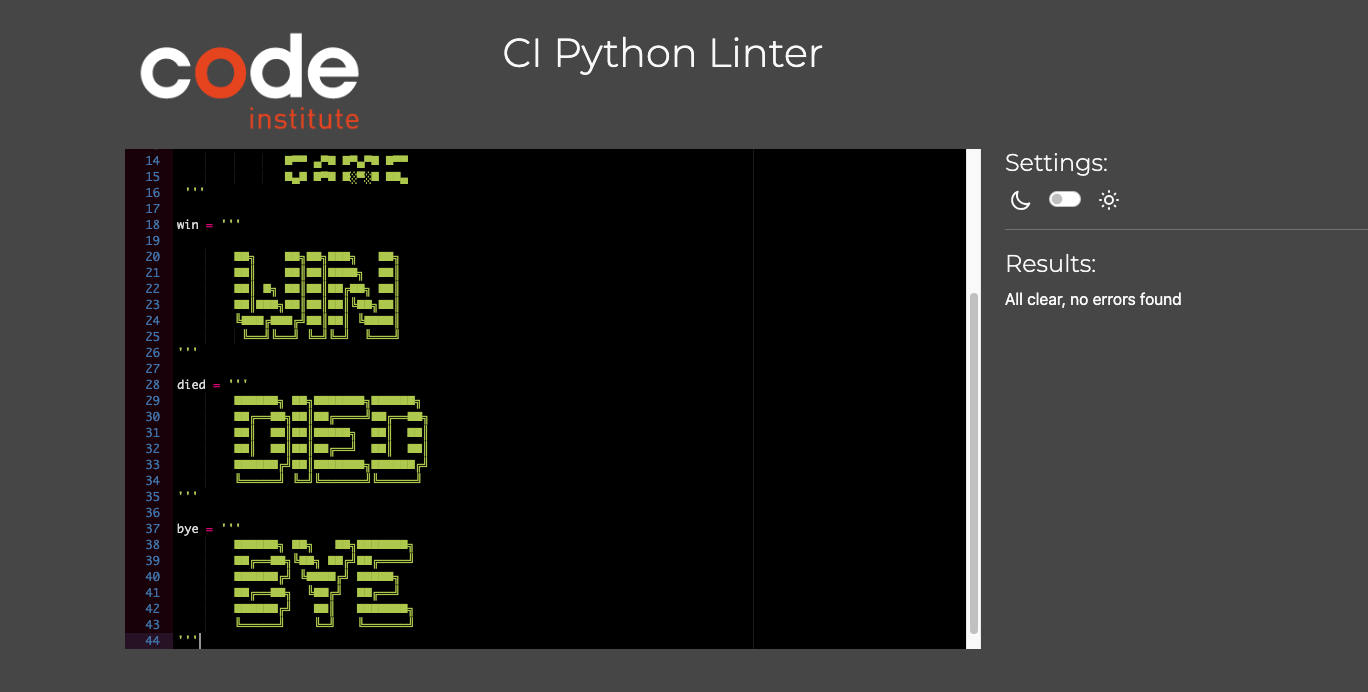 code
institute
CI Python Linter
14 █▀▀ ▄▀█ █▀▄▀█ █▀▀
15 █▄█ █▀█ █░▀░█ ██▄
16 '''
17
18 win = '''
19
20 ██╗    ██╗██╗███╗   ██╗
21 ██║    ██║██║████╗  ██║
22 ██║ █╗ ██║██║██╔██╗ ██║
23 ██║███╗██║██║██║╚██╗██║
24 ╚███╔███╔╝██║██║ ╚████║
25  ╚══╝╚══╝ ╚═╝╚═╝  ╚═══╝
26 '''
27
28 died = '''
29 ██████╗ ██╗███████╗██████╗
30 ██╔══██╗██║██╔════╝██╔══██╗
31 ██║  ██║██║█████╗  ██║  ██║
32 ██║  ██║██║██╔══╝  ██║  ██║
33 ██████╔╝██║███████╗██████╔╝
34 ╚═════╝ ╚═╝╚══════╝╚═════╝
35 '''
36
37 bye = '''
38 ██████╗ ██╗   ██╗███████╗
39 ██╔══██╗╚██╗ ██╔╝██╔════╝
40 ██████╔╝ ╚████╔╝ █████╗
41 ██╔══██╗  ╚██╔╝  ██╔══╝
42 ██████╔╝   ██║   ███████╗
43 ╚═════╝    ╚═╝   ╚══════╝
44 '''
Settings:
Results:
All clear, no errors found